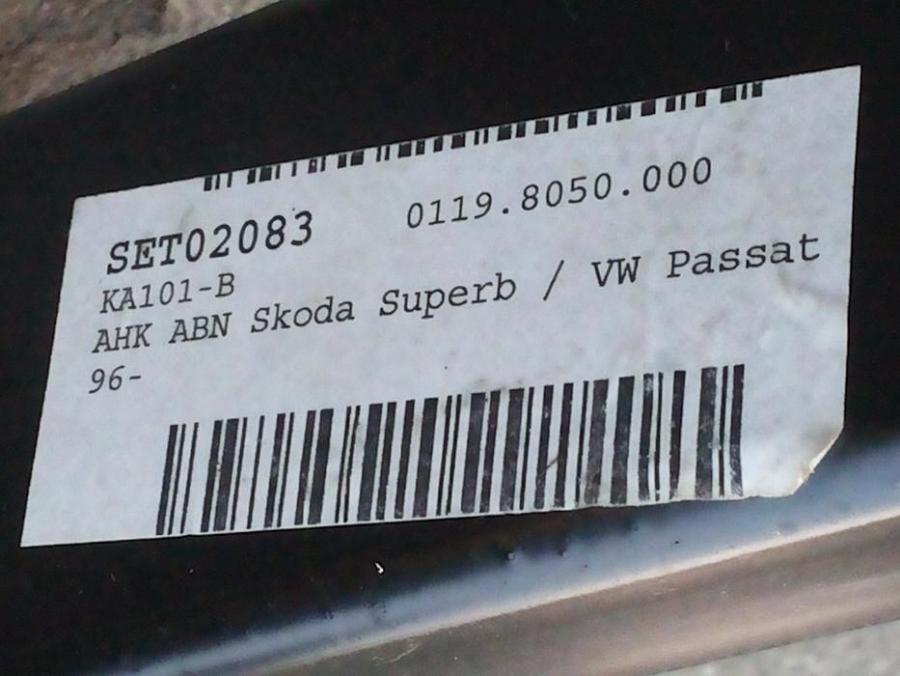 SET02083 0119.8050.000
KA101-B
AHK ABN Skoda Superb / VW Passat
96-